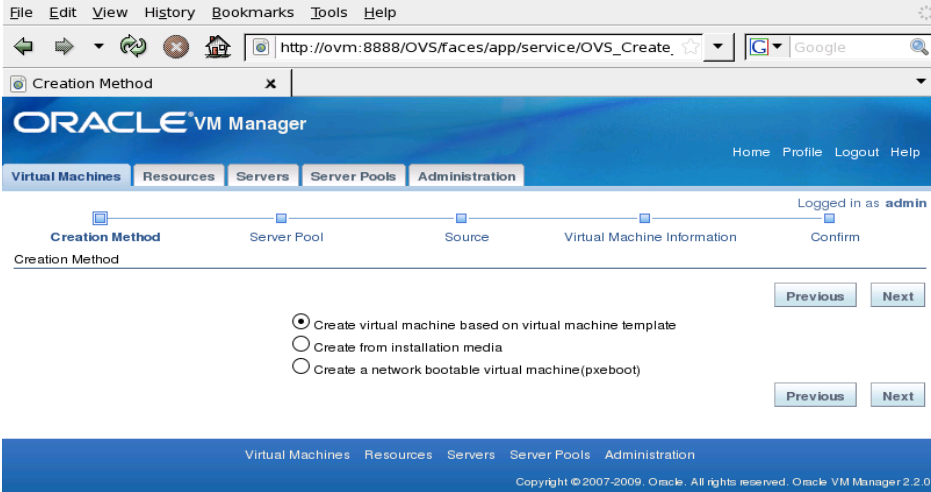 File Edit View History Bookmarks Tools Help
http://ovm:8888/OVS/faces/app/service/OVS_Create_
G Google
Creation Method x
ORACLE VM Manager
Home Profile Logout Help
Virtual Machines Resources Servers Server Pools Administration
Logged in as admin
Creation Method Server Pool Source Virtual Machine Information Confirm
Creation Method
Previous Next
Create virtual machine based on virtual machine template
Create from installation media
Create a network bootable virtual machine(pxeboot)
Previous Next
Virtual Machines Resources Servers Server Pools Administration
Copyright © 2007-2009. Oracle. All rights reserved. Oracle VM Manager 2.2.0